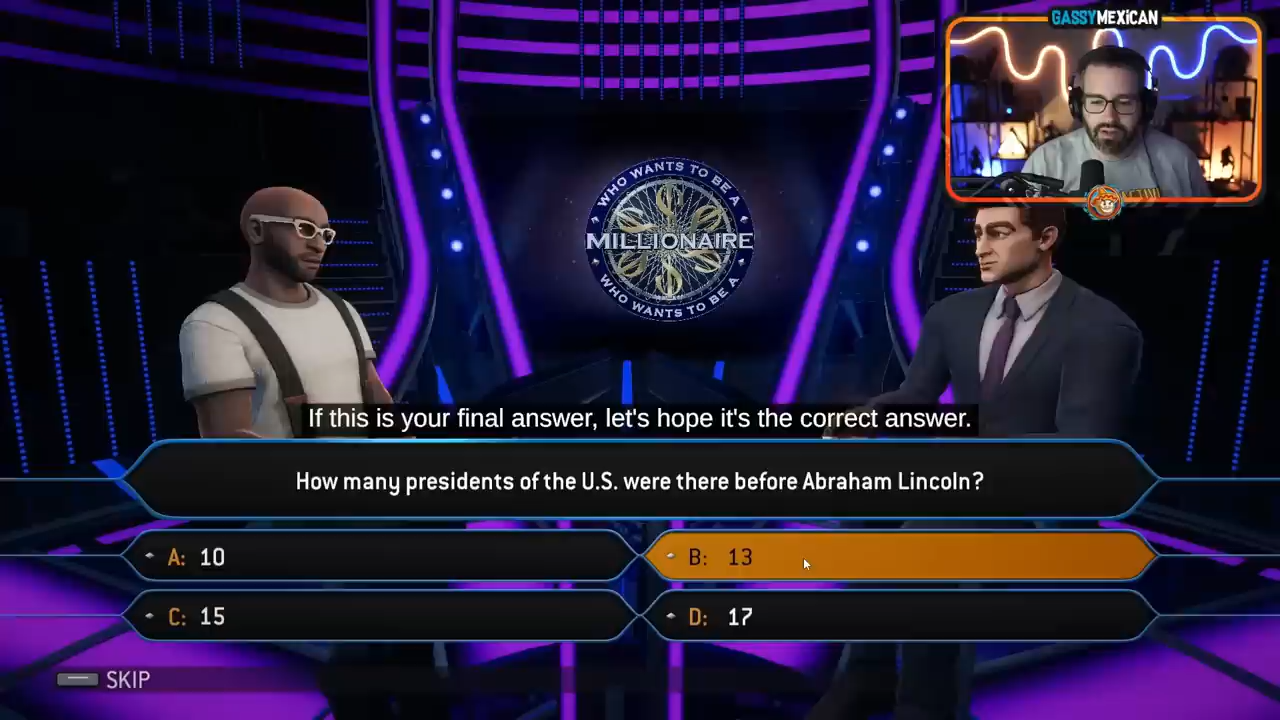 GASSYMEXICAN
WHO WANTS TO BE A
MILLIONAIRE
WHO WANTS TO BE A
If this is your final answer, let's hope it's the correct answer.
How many presidents of the U.S. were there before Abraham Lincoln?
A: 10
B: 13
C: 15
D: 17
SKIP